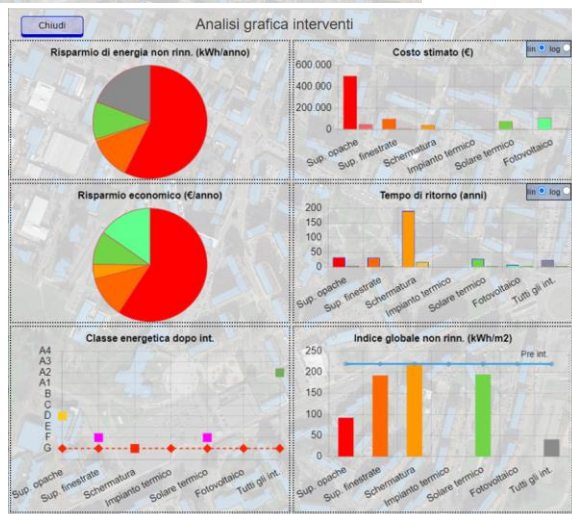 Chiudi
Analisi grafica interventi
Risparmio di energia non rinn. (kWh/anno)
Costo stimato (€)
lin log
600.000
400.000
200.000
0
Sup. opache
Sup. finestrate
Schermatura
Impianto termico
Solare termico
Fotovoltaico
Risparmio economico (€/anno)
Tempo di ritorno (anni)
lin log
200
150
100
50
0
Sup. opache
Sup. finestrate
Schermatura
Impianto termico
Solare termico
Fotovoltaico
Tutti gli int.
Classe energetica dopo int.
A4
A3
A2
A1
B
C
D
E
F
G
Sup. opache
Sup. finestrate
Schermatura
Impianto termico
Solare termico
Fotovoltaico
Tutti gli int.
Indice globale non rinn. (kWh/m2)
Pre int.
250
200
150
100
50
0
Sup. opache
Sup. finestrate
Schermatura
Impianto termico
Solare termico
Fotovoltaico
Tutti gli int.